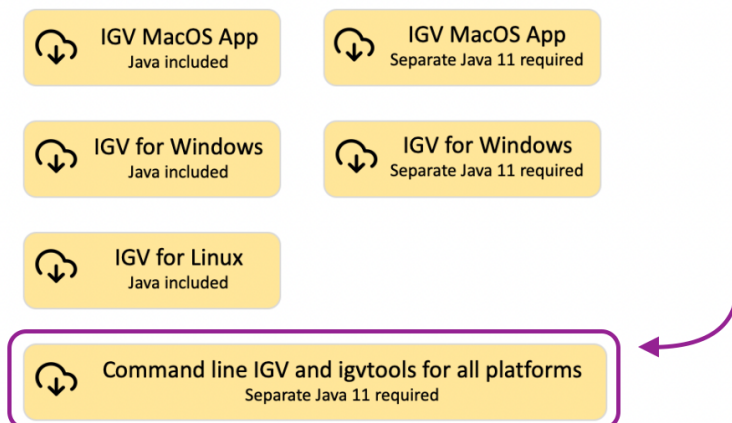 IGV MacOS App
Java included
IGV MacOS App
Separate Java 11 required
IGV for Windows
Java included
IGV for Windows
Separate Java 11 required
IGV for Linux
Java included
Command line IGV and igvtools for all platforms
Separate Java 11 required